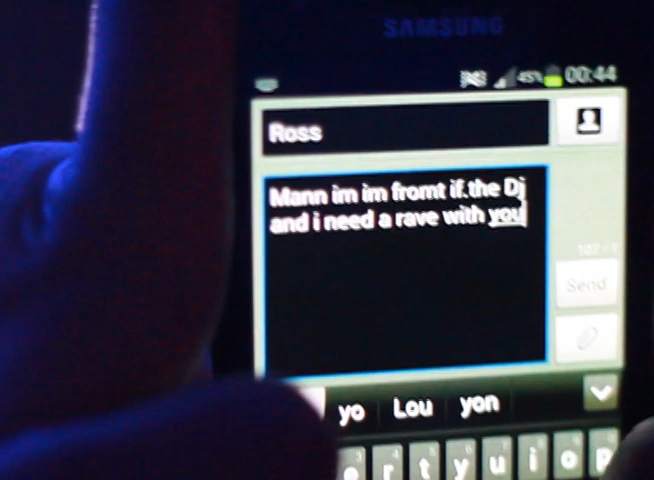 SAMSUNG
45% 00:44
Ross
Mann im im fromt if.the Dj
and i need a rave with you
Send
yo Lou yon
e r t y u i o p